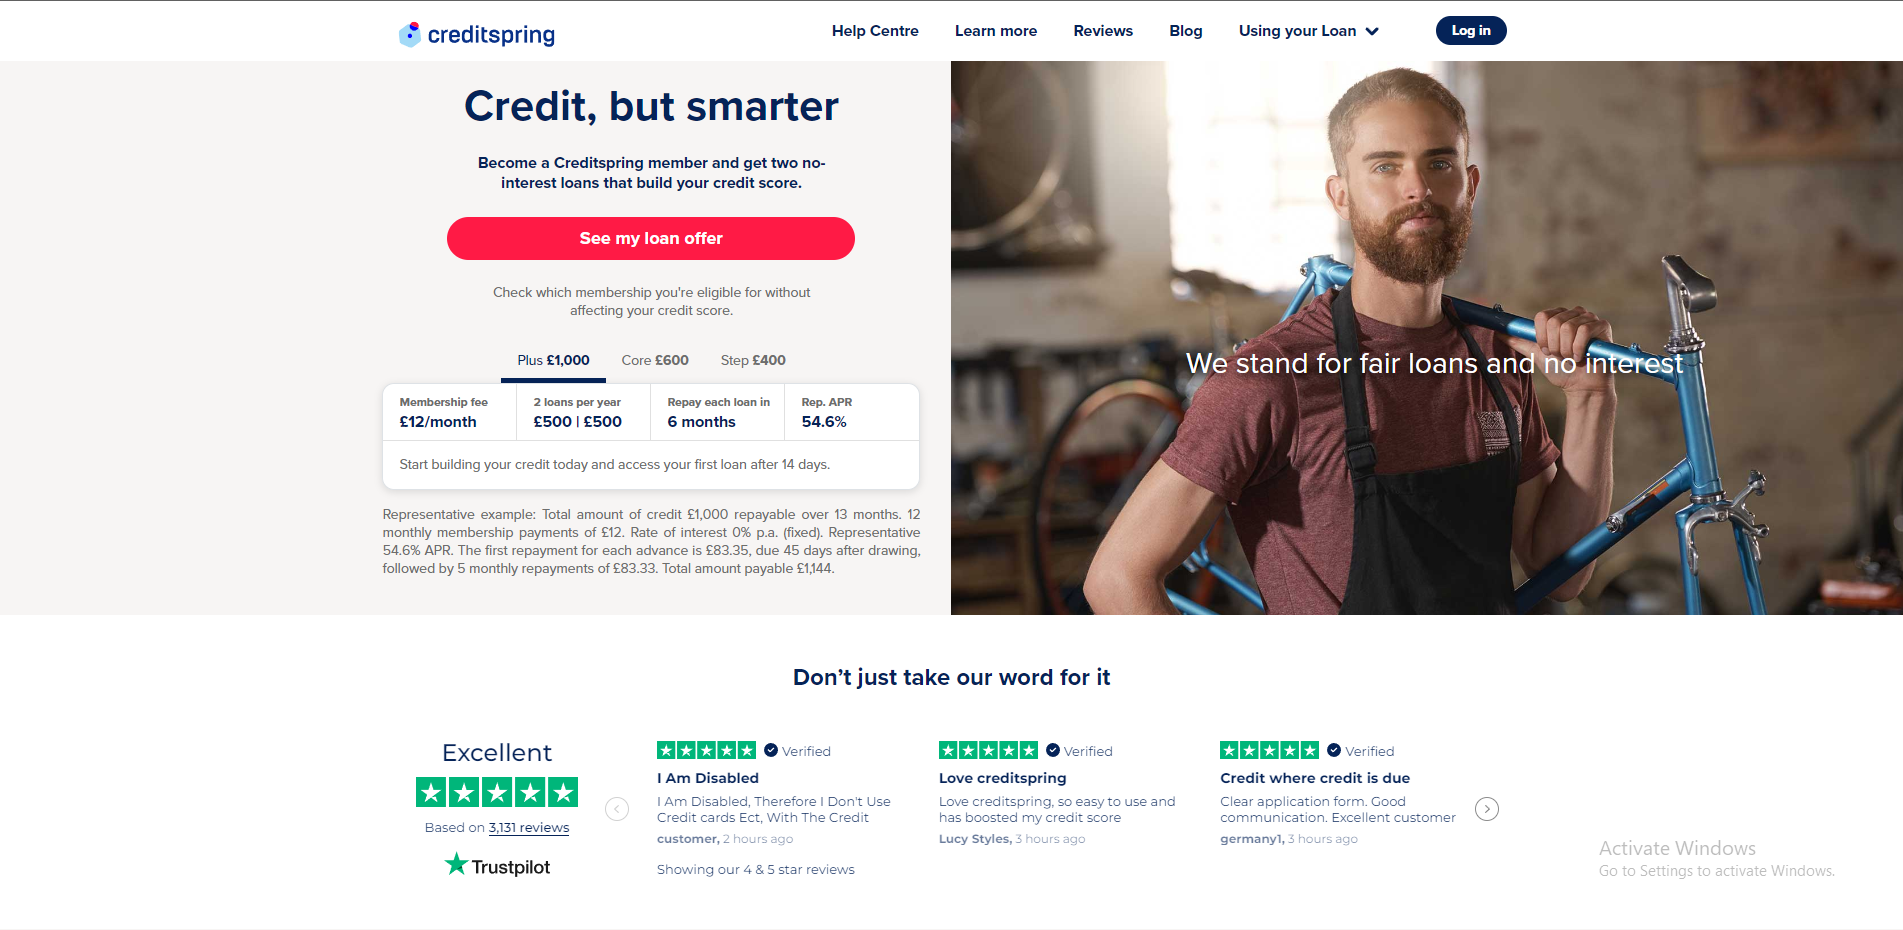 creditspring
Help Centre
Learn more
Reviews
Blog
Using your Loan
Log in
Credit, but smarter
Become a Creditspring member and get two no-
interest loans that build your credit score.
See my loan offer
Check which membership you're eligible for without
affecting your credit score.
Plus £1,000
Core £600
Step £400
Membership fee
£12/month
2 loans per year
£500 | £500
Repay each loan in
6 months
Rep. APR
54.6%
Start building your credit today and access your first loan after 14 days.
Representative example: Total amount of credit £1,000 repayable over 13 months. 12
monthly membership payments of £12. Rate of interest 0% p.a. (fixed). Representative
54.6% APR. The first repayment for each advance is £83.35, due 45 days after drawing,
followed by 5 monthly repayments of £83.33. Total amount payable £1,144.
We stand for fair loans and no interest
Don’t just take our word for it
Excellent
Based on 3,131 reviews
Trustpilot
Verified
I Am Disabled
I Am Disabled, Therefore I Don't Use
Credit cards Ect, With The Credit
customer, 2 hours ago
Showing our 4 & 5 star reviews
Verified
Love creditspring
Love creditspring, so easy to use and
has boosted my credit score
Lucy Styles, 3 hours ago
Verified
Credit where credit is due
Clear application form. Good
communication. Excellent customer
germany1, 3 hours ago
Activate Windows
Go to Settings to activate Windows.